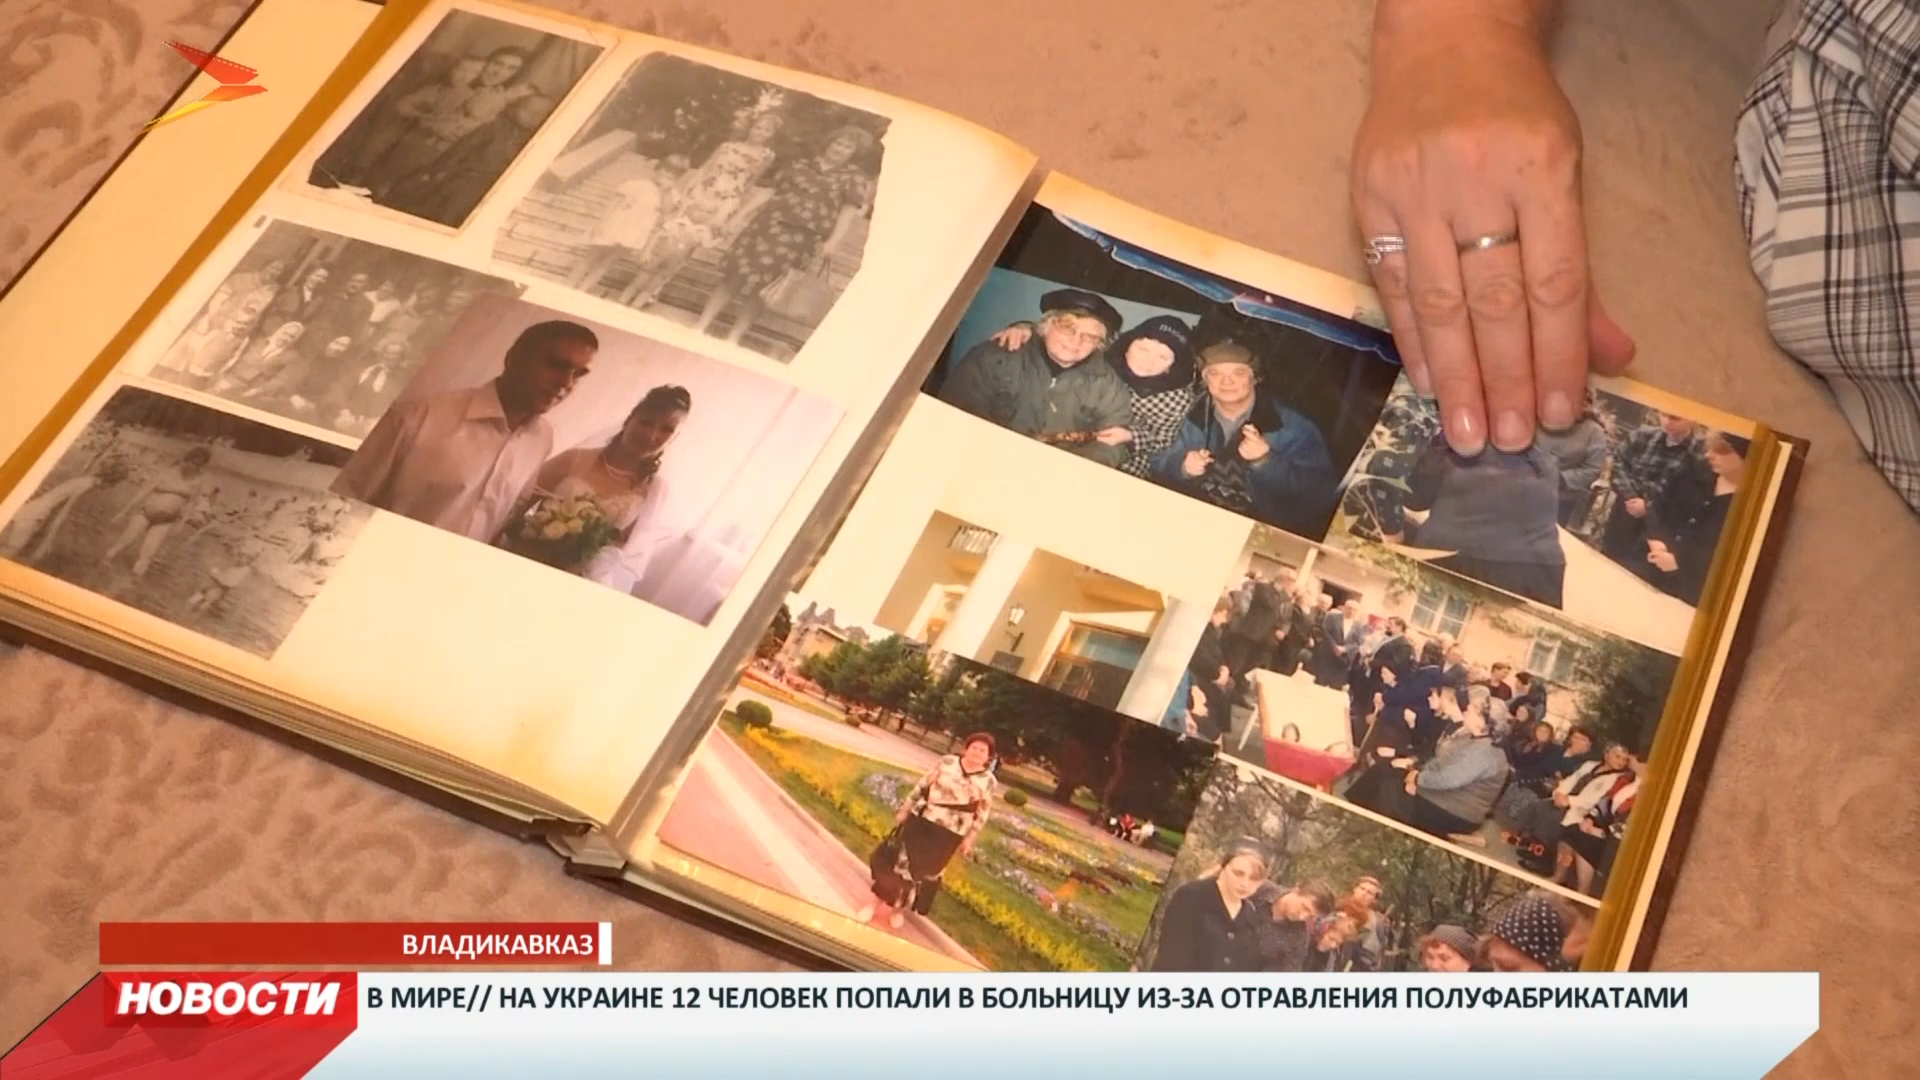 ВЛАДИКАВКАЗ
НОВОСТИ
В МИРЕ// НА УКРАИНЕ 12 ЧЕЛОВЕК ПОПАЛИ В БОЛЬНИЦУ ИЗ-ЗА ОТРАВЛЕНИЯ ПОЛУФАБРИКАТАМИ